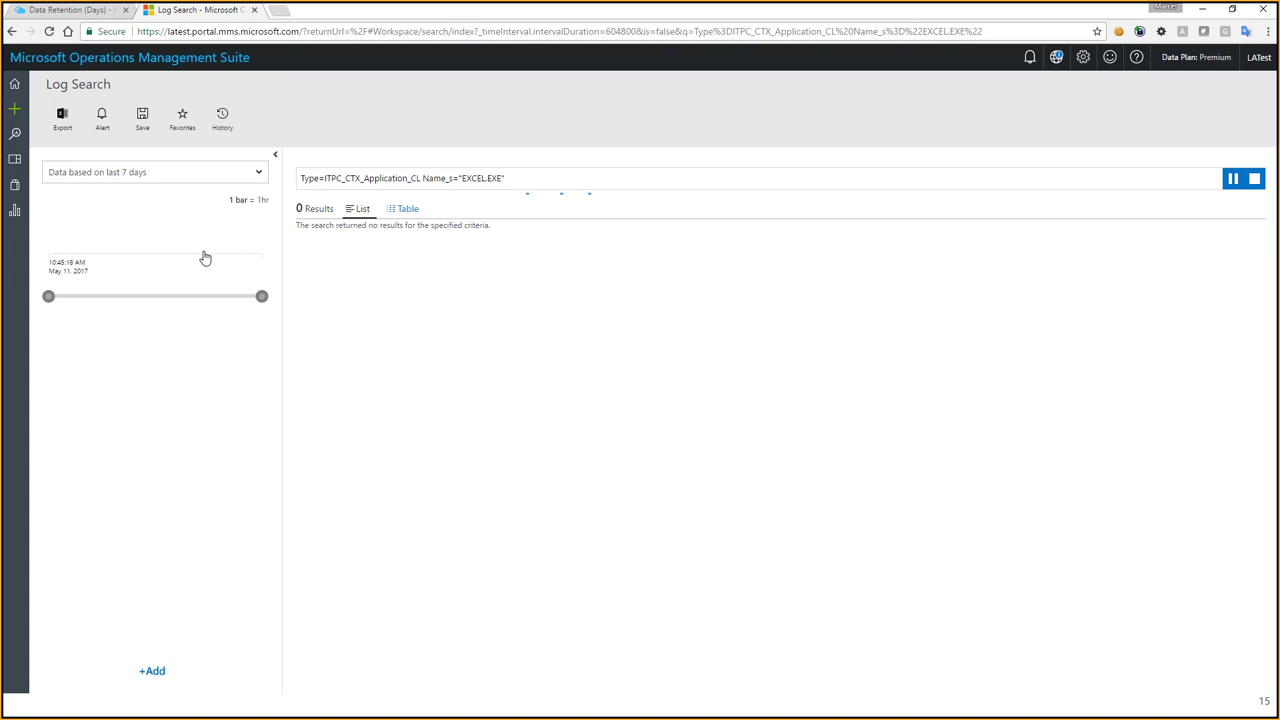 Data Retention (Days) -
Log Search - Microsoft O
Marcel
Secure
https://latest.portal.mms.microsoft.com/?returnUrl=%2F#Workspace/search/index?_timeInterval.intervalDuration=604800&is=false&q=Type%3DITPC_CTX_Application_CL%20Name_s%3D%22EXCEL.EXE%22
Microsoft Operations Management Suite
Data Plan: Premium
LATest
Log Search
Export
Alert
Save
Favorites
History
Data based on last 7 days
1 bar = 1hr
10:45:18 AM
May 11, 2017
+Add
Type=ITPC_CTX_Application_CL Name_s="EXCEL.EXE"
0 Results
List
Table
The search returned no results for the specified criteria.
15